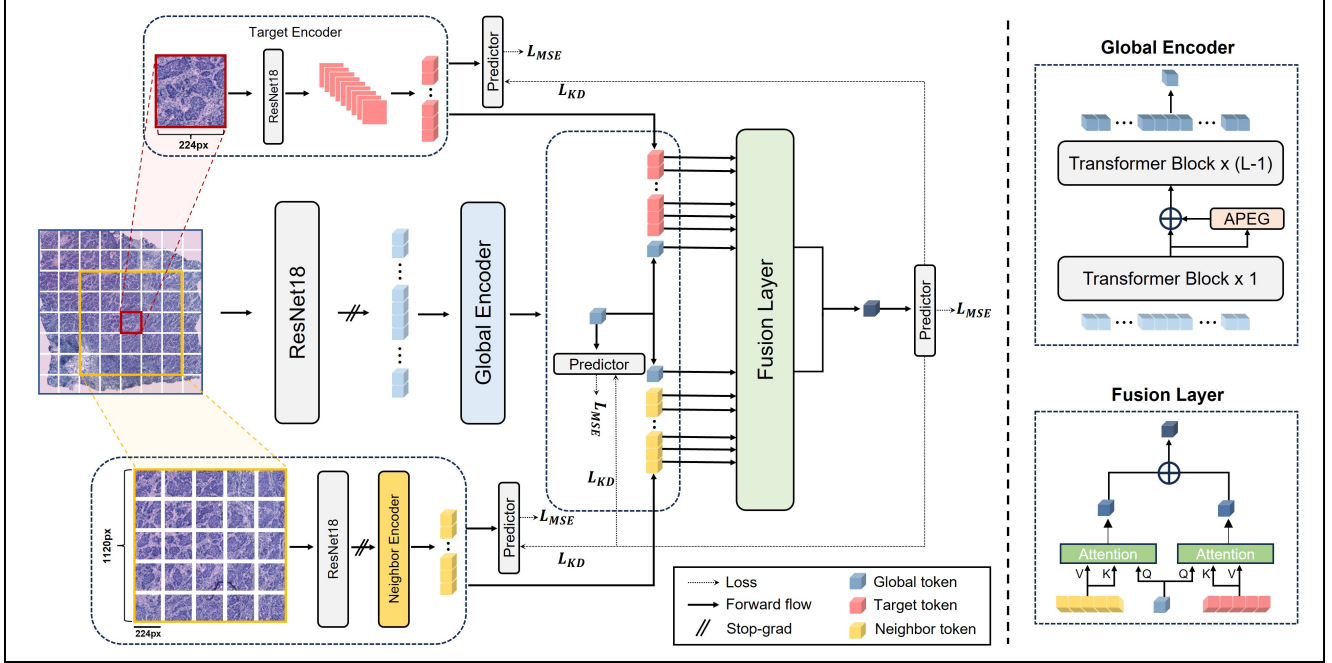 Target Encoder
224px
ResNet18
Predictor
L_MSE
L_KD
ResNet18
Global Encoder
Predictor
L_MSE
L_KD
Fusion Layer
Predictor
L_MSE
1120px
224px
ResNet18
Neighbor Encoder
Predictor
L_MSE
L_KD
Loss
Forward flow
Stop-grad
Global token
Target token
Neighbor token
Global Encoder
Transformer Block x (L-1)
APEG
Transformer Block x 1
Fusion Layer
Attention
Attention
V K Q Q K V